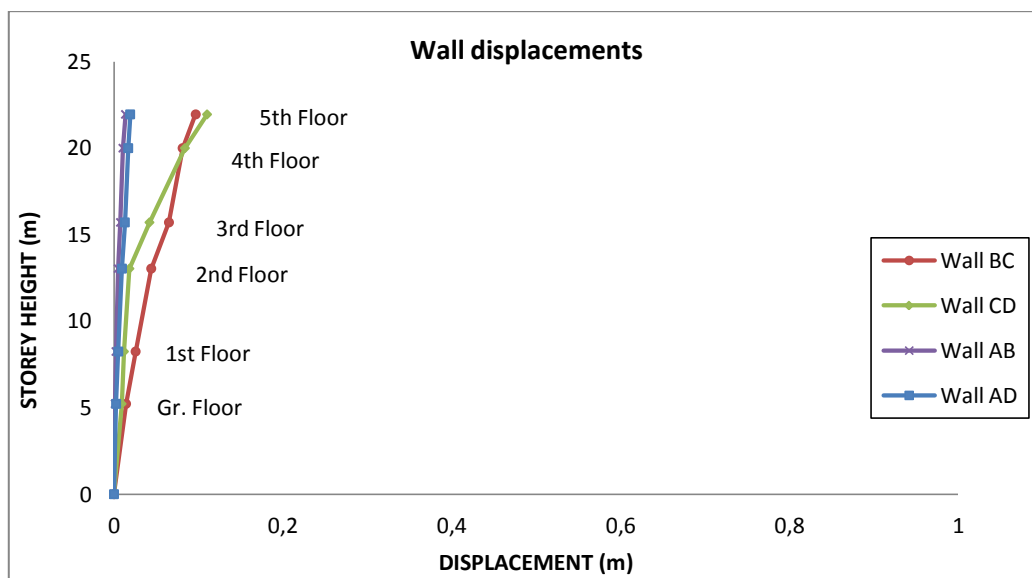 Wall displacements
25
20
15
10
5
0
STOREY HEIGHT (m)
5th Floor
4th Floor
3rd Floor
2nd Floor
1st Floor
Gr. Floor
Wall BC
Wall CD
Wall AB
Wall AD
0
0,2
0,4
0,6
0,8
1
DISPLACEMENT (m)